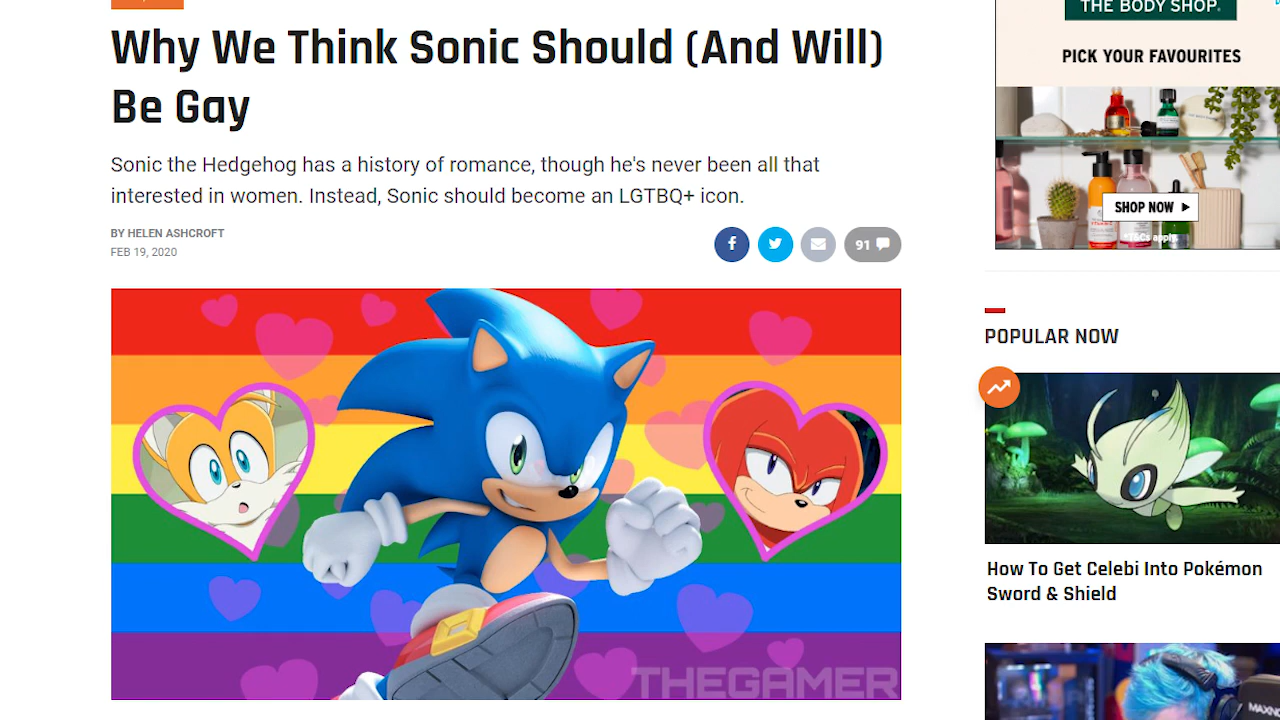 Why We Think Sonic Should (And Will)
Be Gay
Sonic the Hedgehog has a history of romance, though he's never been all that
interested in women. Instead, Sonic should become an LGTBQ+ icon.
BY HELEN ASHCROFT
FEB 19, 2020
91
THEGAMER
THE BODY SHOP.
PICK YOUR FAVOURITES
SHOP NOW
*T&Cs apply.
POPULAR NOW
How To Get Celebi Into Pokémon
Sword & Shield